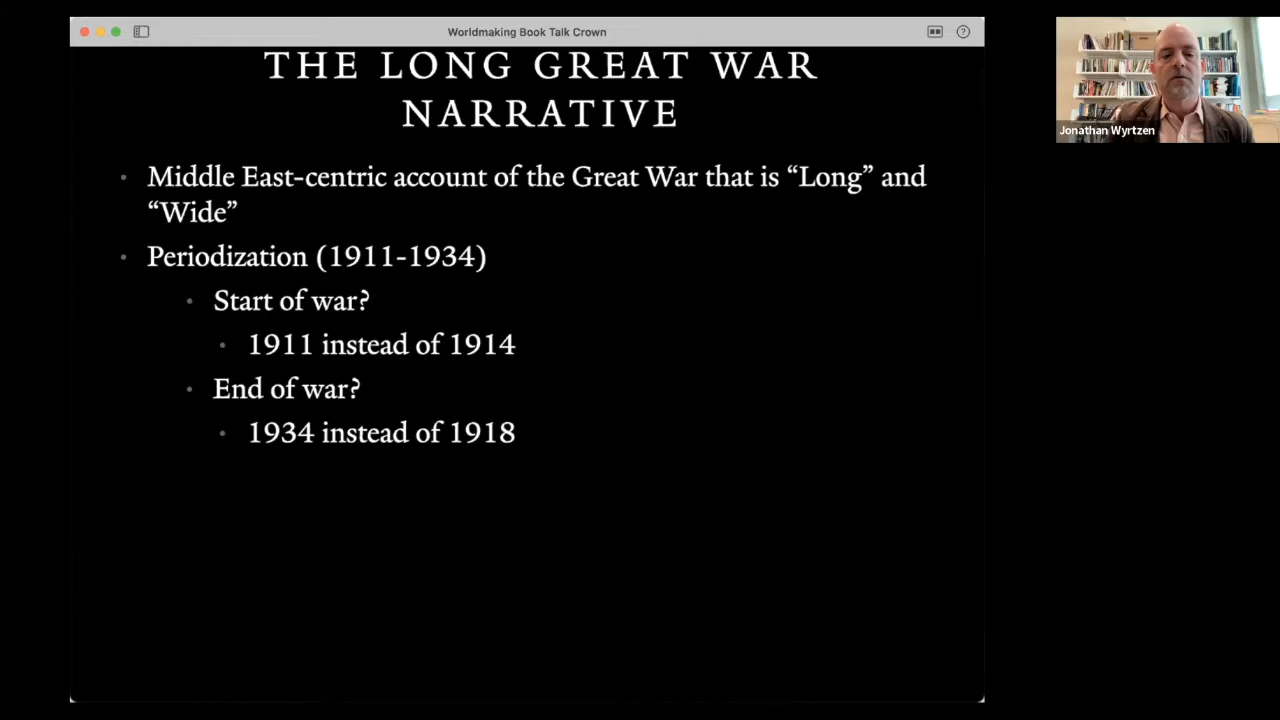 Worldmaking Book Talk Crown
THE LONG GREAT WAR
NARRATIVE
• Middle East-centric account of the Great War that is “Long” and
“Wide”
• Periodization (1911-1934)
• Start of war?
• 1911 instead of 1914
• End of war?
• 1934 instead of 1918
Jonathan Wyrtzen